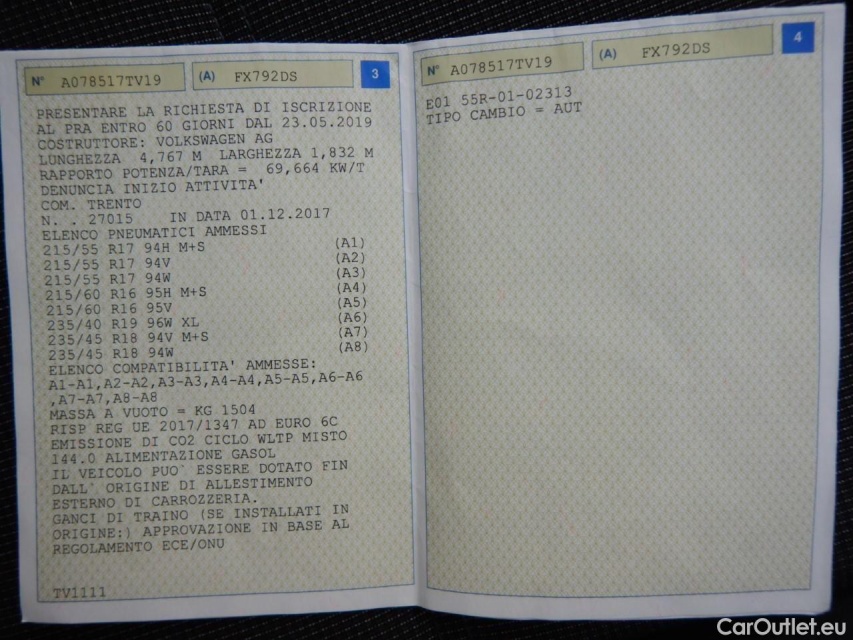 N° A078517TV19 (A) FX792DS 3
PRESENTARE LA RICHIESTA DI ISCRIZIONE
AL PRA ENTRO 60 GIORNI DAL 23.05.2019
COSTRUTTORE: VOLKSWAGEN AG
LUNGHEZZA 4,767 M LARGHEZZA 1,832 M
RAPPORTO POTENZA/TARA = 69,664 KW/T
DENUNCIA INIZIO ATTIVITA'
COM. TRENTO
N. . 27015 IN DATA 01.12.2017
ELENCO PNEUMATICI AMMESSI
215/55 R17 94H M+S (A1)
215/55 R17 94V (A2)
215/55 R17 94W (A3)
215/60 R16 95H M+S (A4)
215/60 R16 95V (A5)
235/40 R19 96W XL (A6)
235/45 R18 94V M+S (A7)
235/45 R18 94W (A8)
ELENCO COMPATIBILITA' AMMESSE:
A1-A1,A2-A2,A3-A3,A4-A4,A5-A5,A6-A6
,A7-A7,A8-A8
MASSA A VUOTO = KG 1504
RISP REG UE 2017/1347 AD EURO 6C
EMISSIONE DI CO2 CICLO WLTP MISTO
144.0 ALIMENTAZIONE GASOL
IL VEICOLO PUO` ESSERE DOTATO FIN
DALL' ORIGINE DI ALLESTIMENTO
ESTERNO DI CARROZZERIA.
GANCI DI TRAINO (SE INSTALLATI IN
ORIGINE:) APPROVAZIONE IN BASE AL
REGOLAMENTO ECE/ONU
TV1111
N° A078517TV19 (A) FX792DS 4
E01 55R-01-02313
TIPO CAMBIO = AUT
CarOutlet.eu